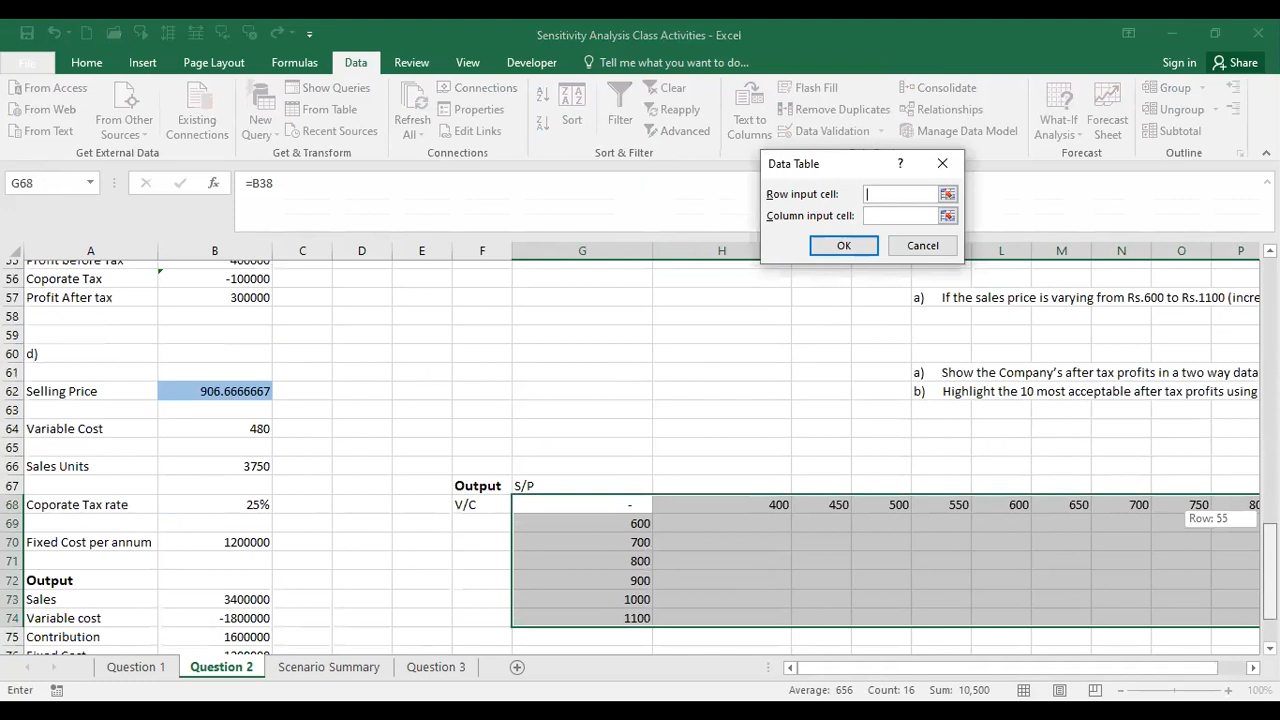 Sensitivity Analysis Class Activities - Excel
File Home Insert Page Layout Formulas Data Review View Developer Tell me what you want to do... Sign in Share
From Access From Web From Text From Other Sources Existing Connections Get External Data
New Query Show Queries From Table Recent Sources Get & Transform
Refresh All Connections Properties Edit Links Connections
Sort Filter Clear Reapply Advanced Sort & Filter
Text to Columns Flash Fill Remove Duplicates Data Validation Consolidate Relationships Manage Data Model
What-If Analysis Forecast Sheet Forecast
Group Ungroup Subtotal Outline
Data Table ?
Row input cell:
Column input cell:
OK Cancel
G68 fx =B38
A B C D E F G H L M N O P
55 Profit before Tax 400000
56 Coporate Tax -100000
57 Profit After tax 300000 a) If the sales price is varying from Rs.600 to Rs.1100 (incre
58
59
60 d)
61 a) Show the Company's after tax profits in a two way data
62 Selling Price 906.6666667 b) Highlight the 10 most acceptable after tax profits using
63
64 Variable Cost 480
65
66 Sales Units 3750
67 Output S/P
68 Coporate Tax rate 25% V/C - 400 450 500 550 600 650 700 750 80
Row: 55
69 600
70 Fixed Cost per annum 1200000 700
71 800
72 Output 900
73 Sales 3400000 1000
74 Variable cost -1800000 1100
75 Contribution 1600000
Question 1 Question 2 Scenario Summary Question 3
Enter Average: 656 Count: 16 Sum: 10,500 100%